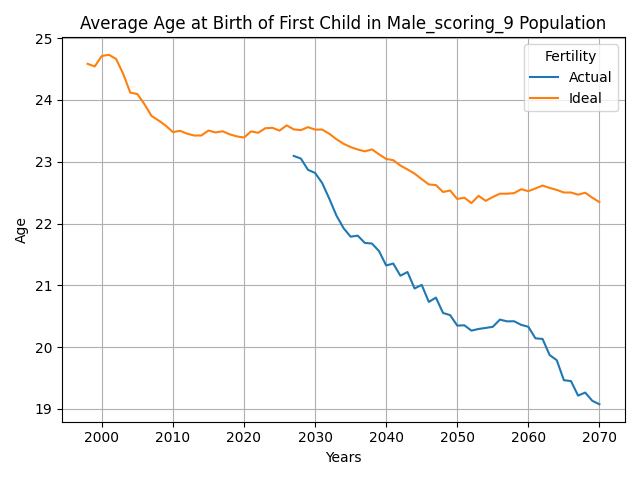 Average Age at Birth of First Child in Male_scoring_9 Population
25
24
23
22
21
20
19
Age
Fertility
Actual
Ideal
2000 2010 2020 2030 2040 2050 2060 2070
Years